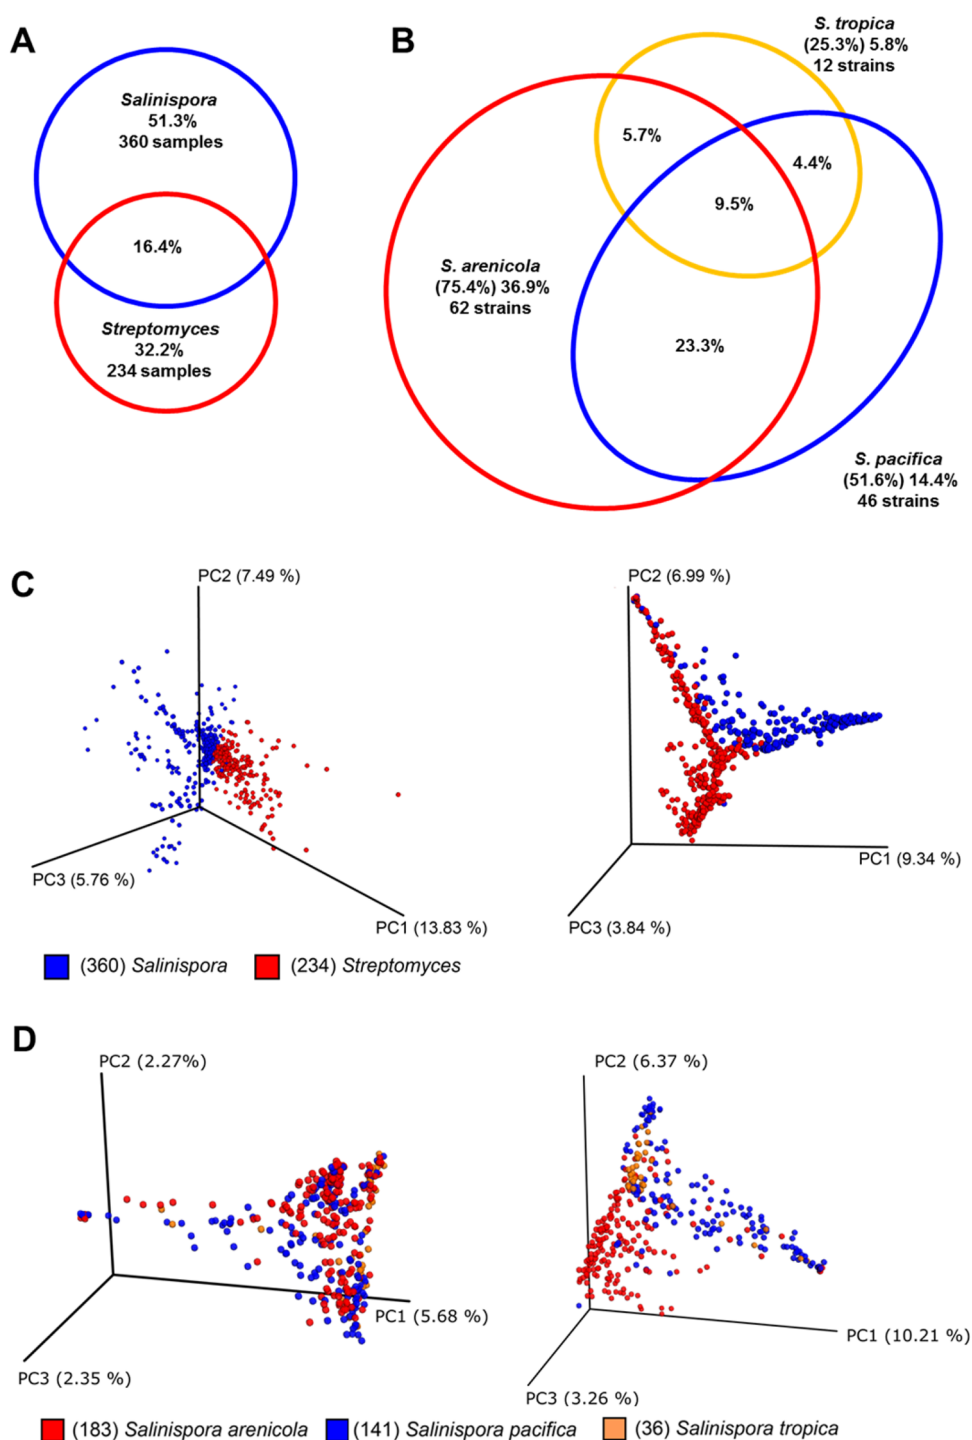 A
Salinispora
51.3%
360 samples
16.4%
Streptomyces
32.2%
234 samples
B
S. tropica
(25.3%) 5.8%
12 strains
5.7%
4.4%
9.5%
S. arenicola
(75.4%) 36.9%
62 strains
23.3%
S. pacifica
(51.6%) 14.4%
46 strains
C
PC2 (7.49 %)
PC3 (5.76 %)
PC1 (13.83 %)
PC2 (6.99 %)
PC1 (9.34 %)
PC3 (3.84 %)
(360) Salinispora
(234) Streptomyces
D
PC2 (2.27%)
PC1 (5.68 %)
PC3 (2.35 %)
PC2 (6.37 %)
PC1 (10.21 %)
PC3 (3.26 %)
(183) Salinispora arenicola
(141) Salinispora pacifica
(36) Salinispora tropica